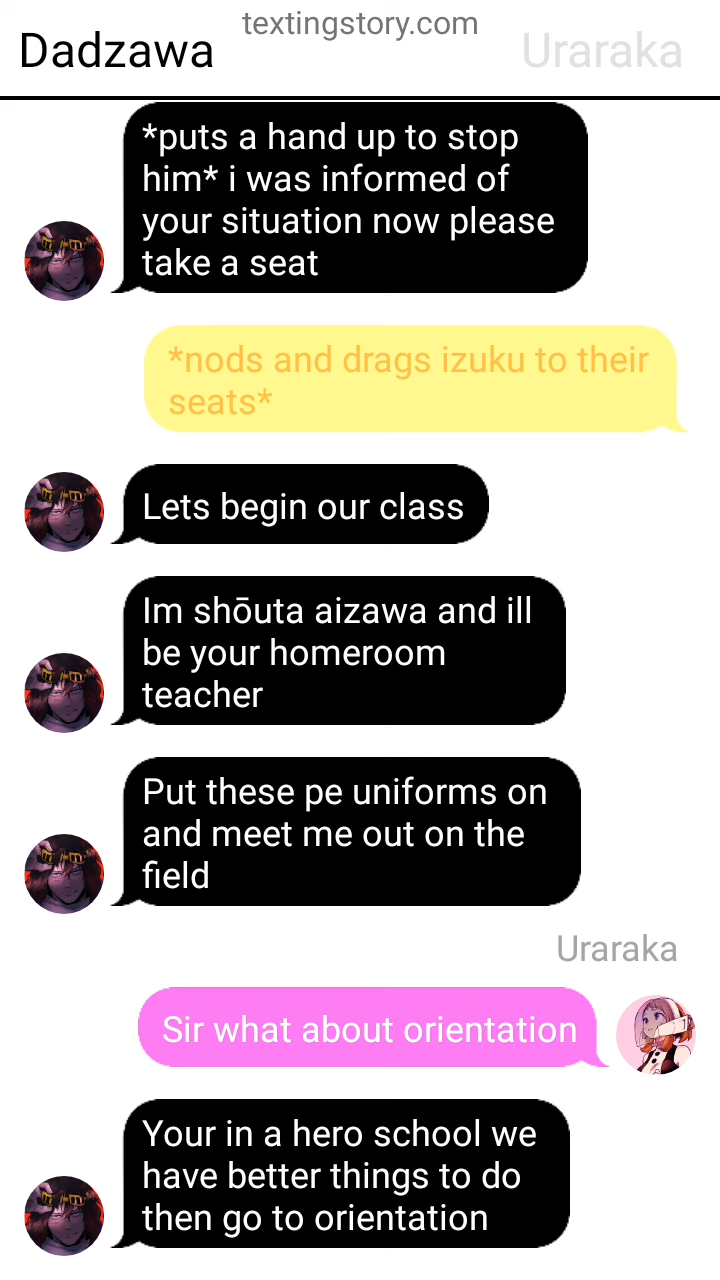 textingstory.com
Dadzawa
Uraraka
*puts a hand up to stop
him* i was informed of
your situation now please
take a seat
*nods and drags izuku to their
seats*
Lets begin our class
Im shōuta aizawa and ill
be your homeroom
teacher
Put these pe uniforms on
and meet me out on the
field
Uraraka
Sir what about orientation
Your in a hero school we
have better things to do
then go to orientation